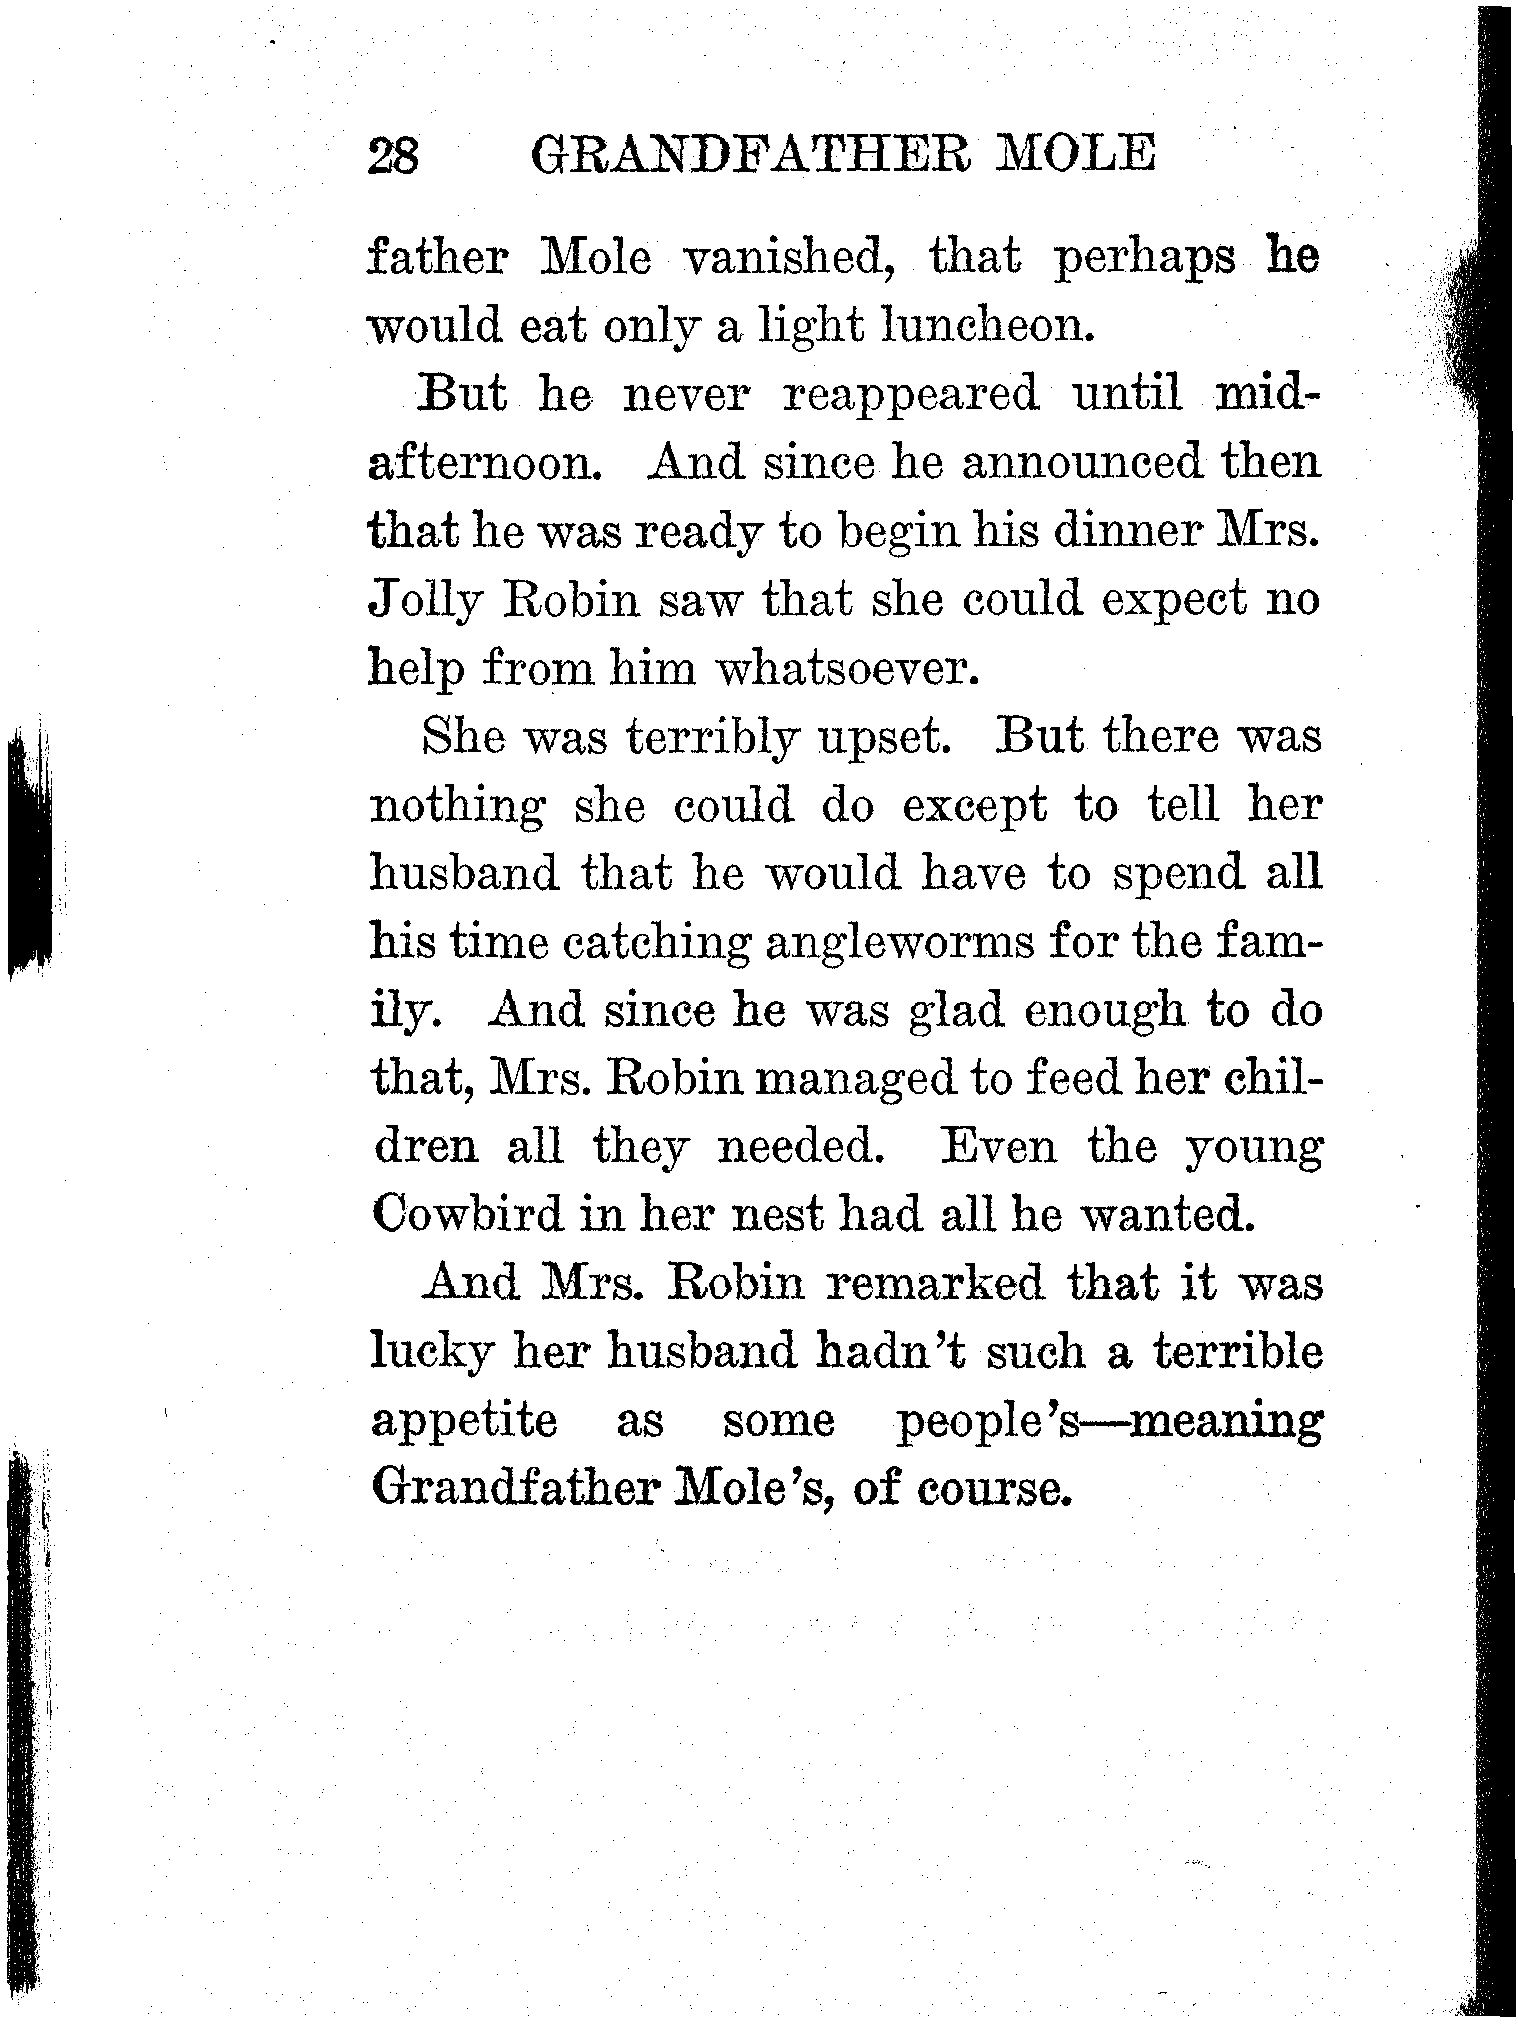 28 GRANDFATHER MOLE
father Mole vanished, that perhaps he
would eat only a light luncheon.
But he never reappeared until mid-
afternoon. And since he announced then
that he was ready to begin his dinner Mrs.
Jolly Robin saw that she could expect no
help from him whatsoever.
She was terribly upset. But there was
nothing she could do except to tell her
husband that he would have to spend all
his time catching angleworms for the fam-
ily. And since he was glad enough to do
that, Mrs. Robin managed to feed her chil-
dren all they needed. Even the young
Cowbird in her nest had all he wanted.
And Mrs. Robin remarked that it was
lucky her husband hadn't such a terrible
appetite as some people's—meaning
Grandfather Mole's, of course.